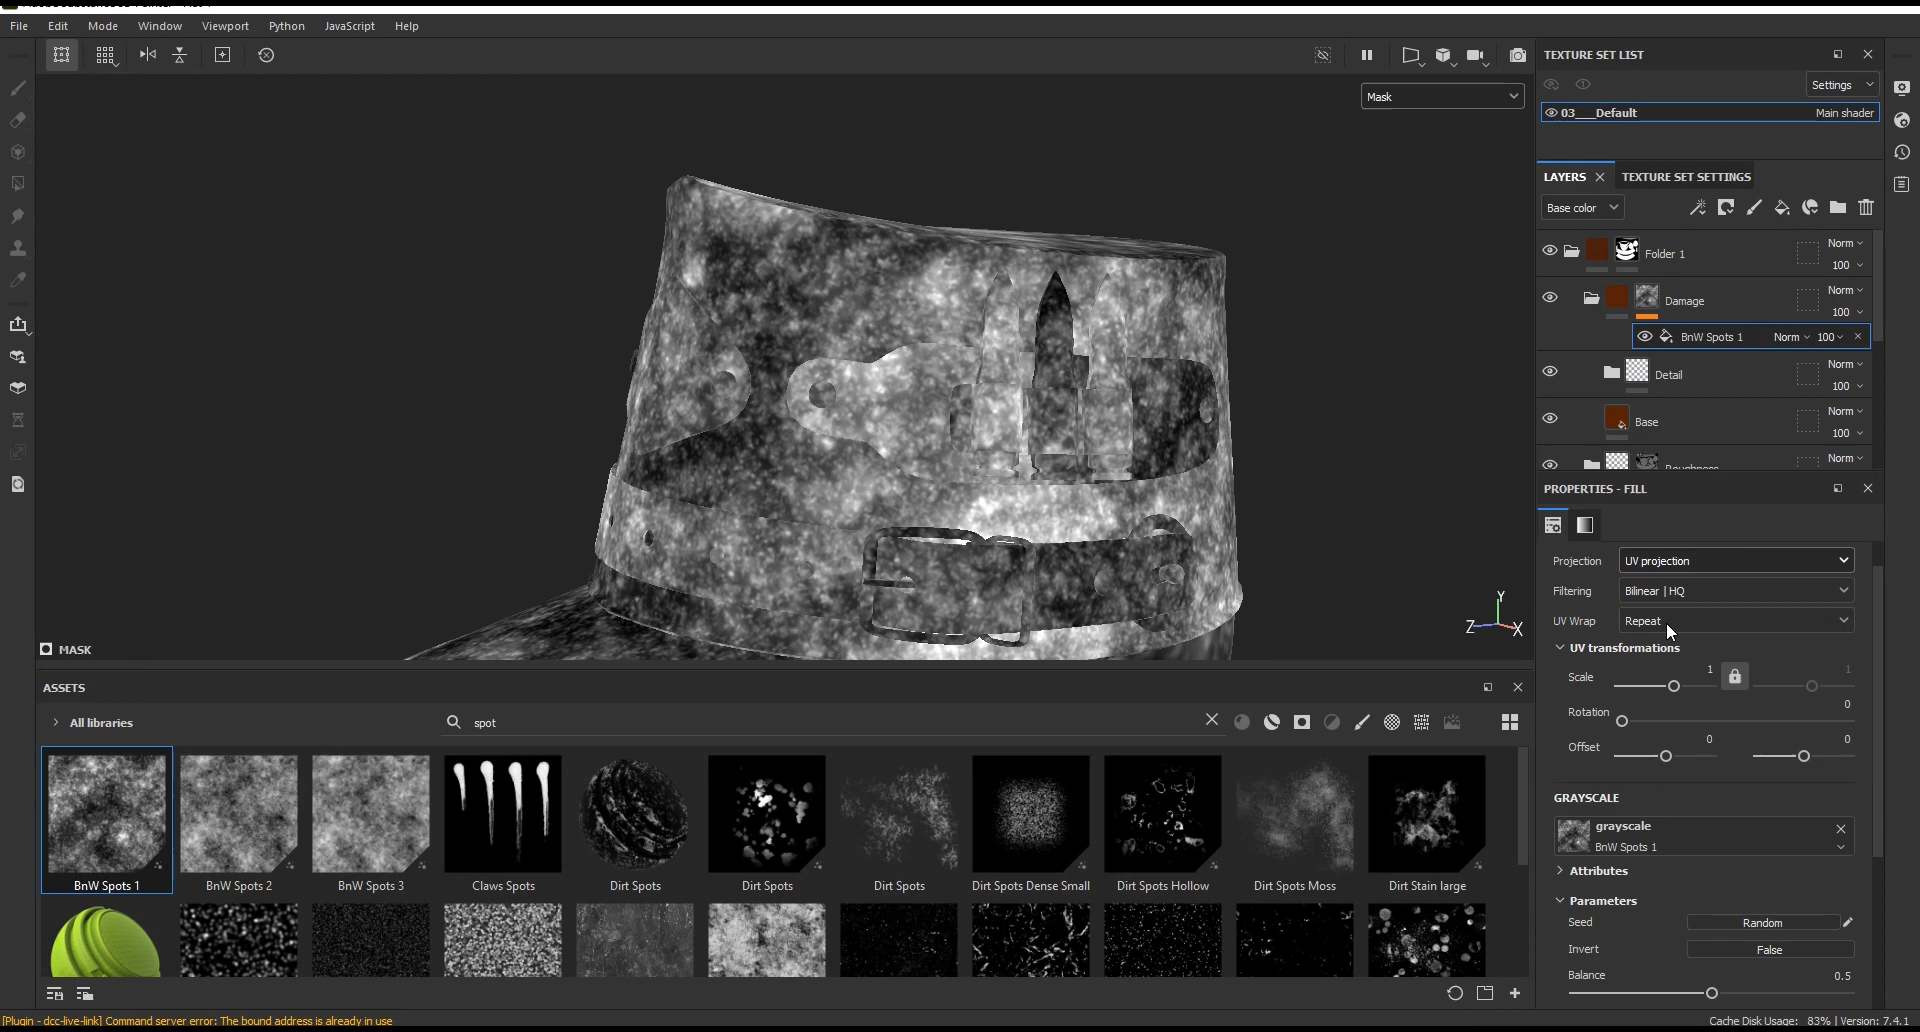 File Edit Mode Window Viewport Python JavaScript Help
TEXTURE SET LIST
Settings
03___Default Main shader
Mask
LAYERS TEXTURE SET SETTINGS
Base color
Folder 1 Norm 100
Damage Norm 100
BnW Spots 1 Norm 100
Detail Norm 100
Base Norm 100
Norm
PROPERTIES - FILL
Projection UV projection
Filtering Bilinear | HQ
UV Wrap Repeat
UV transformations
Scale 1 1
Rotation 0
Offset 0 0
GRAYSCALE
grayscale
BnW Spots 1
Attributes
Parameters
Seed Random
Invert False
Balance 0.5
Y
Z X
MASK
ASSETS
All libraries spot
BnW Spots 1 BnW Spots 2 BnW Spots 3 Claws Spots Dirt Spots Dirt Spots Dirt Spots Dirt Spots Dense Small Dirt Spots Hollow Dirt Spots Moss Dirt Stain large
[Plugin - dcc-live-link] Command server error: The bound address is already in use
Cache Disk Usage: 83% | Version: 7.4.1